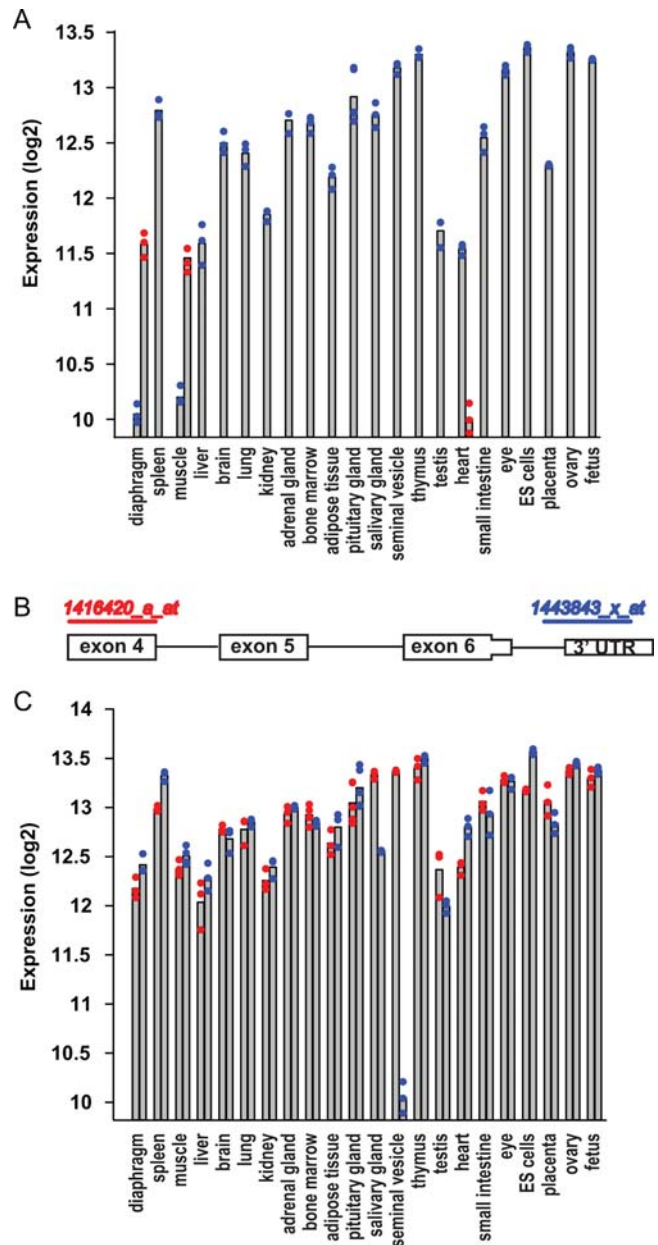 A
Expression (log2)
13.5
13
12.5
12
11.5
11
10.5
10
diaphragm
spleen
muscle
liver
brain
lung
kidney
adrenal gland
bone marrow
adipose tissue
pituitary gland
salivary gland
seminal vesicle
thymus
testis
heart
small intestine
eye
ES cells
placenta
ovary
fetus
B
1416420_a_at
1443843_x_at
exon 4
exon 5
exon 6
3' UTR
C
Expression (log2)
14
13.5
13
12.5
12
11.5
11
10.5
10
diaphragm
spleen
muscle
liver
brain
lung
kidney
adrenal gland
bone marrow
adipose tissue
pituitary gland
salivary gland
seminal vesicle
thymus
testis
heart
small intestine
eye
ES cells
placenta
ovary
fetus